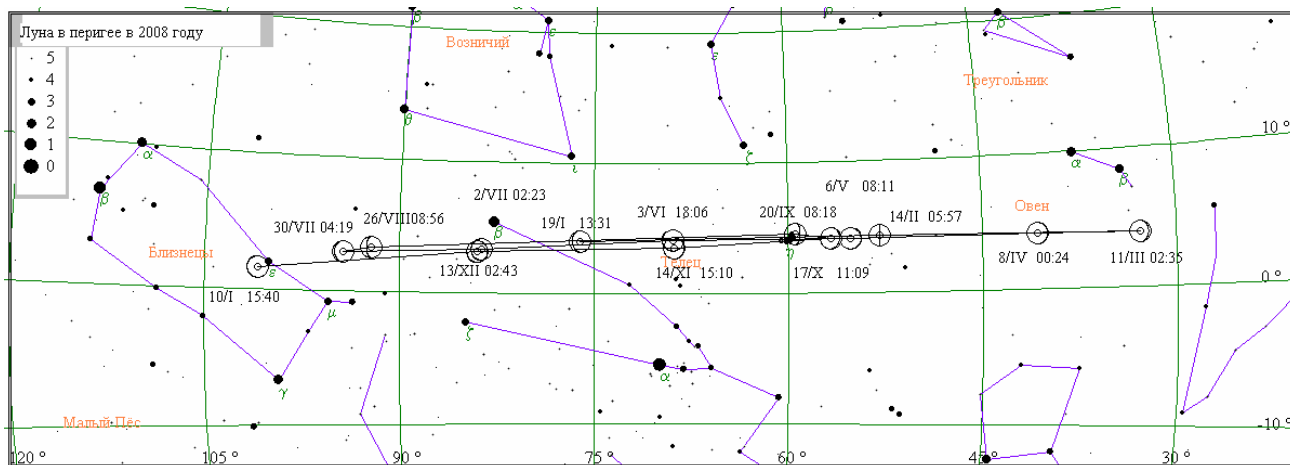 Луна в перигее в 2008 году
5
4
3
2
1
0
Возничий
Треугольник
10 °
α
β
θ
β
α
ε
ι
ε
ζ
β
β
α
β
2/VII 02:23
6/V 08:11
30/VII 04:19
26/VIII08:56
19/I 13:31
3/VI 18:06
20/IX 08:18
14/II 05:57
Овен
Близнецы
ε
β
Телец
η
13/XII 02:43
14/XI 15:10
17/X 11:09
8/IV 00:24
11/III 02:35
0 °
10/I 15:40
μ
ζ
α
γ
Малый Пёс
-10 °
120 °
105 °
90 °
75 °
60 °
45 °
30 °